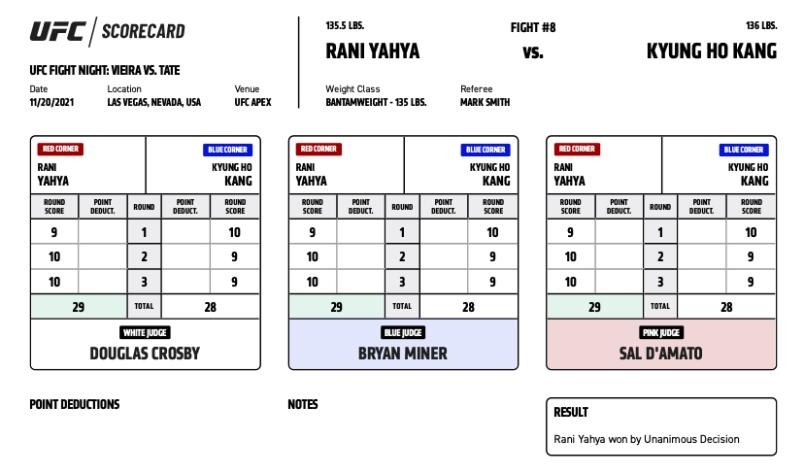 UFC / SCORECARD
UFC FIGHT NIGHT: VIEIRA VS. TATE
Date Location Venue
11/20/2021 LAS VEGAS, NEVADA, USA UFC APEX
135.5 LBS. FIGHT #8 136 LBS.
RANI YAHYA VS. KYUNG HO KANG
Weight Class Referee
BANTAMWEIGHT - 135 LBS. MARK SMITH
RED CORNER BLUE CORNER
RANI KYUNG HO
YAHYA KANG
ROUND POINT ROUND POINT ROUND
SCORE DEDUCT. DEDUCT. SCORE
9 1 10
10 2 9
10 3 9
29 TOTAL 28
WHITE JUDGE
DOUGLAS CROSBY
RED CORNER BLUE CORNER
RANI KYUNG HO
YAHYA KANG
ROUND POINT ROUND POINT ROUND
SCORE DEDUCT. DEDUCT. SCORE
9 1 10
10 2 9
10 3 9
29 TOTAL 28
BLUE JUDGE
BRYAN MINER
RED CORNER BLUE CORNER
RANI KYUNG HO
YAHYA KANG
ROUND POINT ROUND POINT ROUND
SCORE DEDUCT. DEDUCT. SCORE
9 1 10
10 2 9
10 3 9
29 TOTAL 28
PINK JUDGE
SAL D'AMATO
POINT DEDUCTIONS
NOTES
RESULT
Rani Yahya won by Unanimous Decision